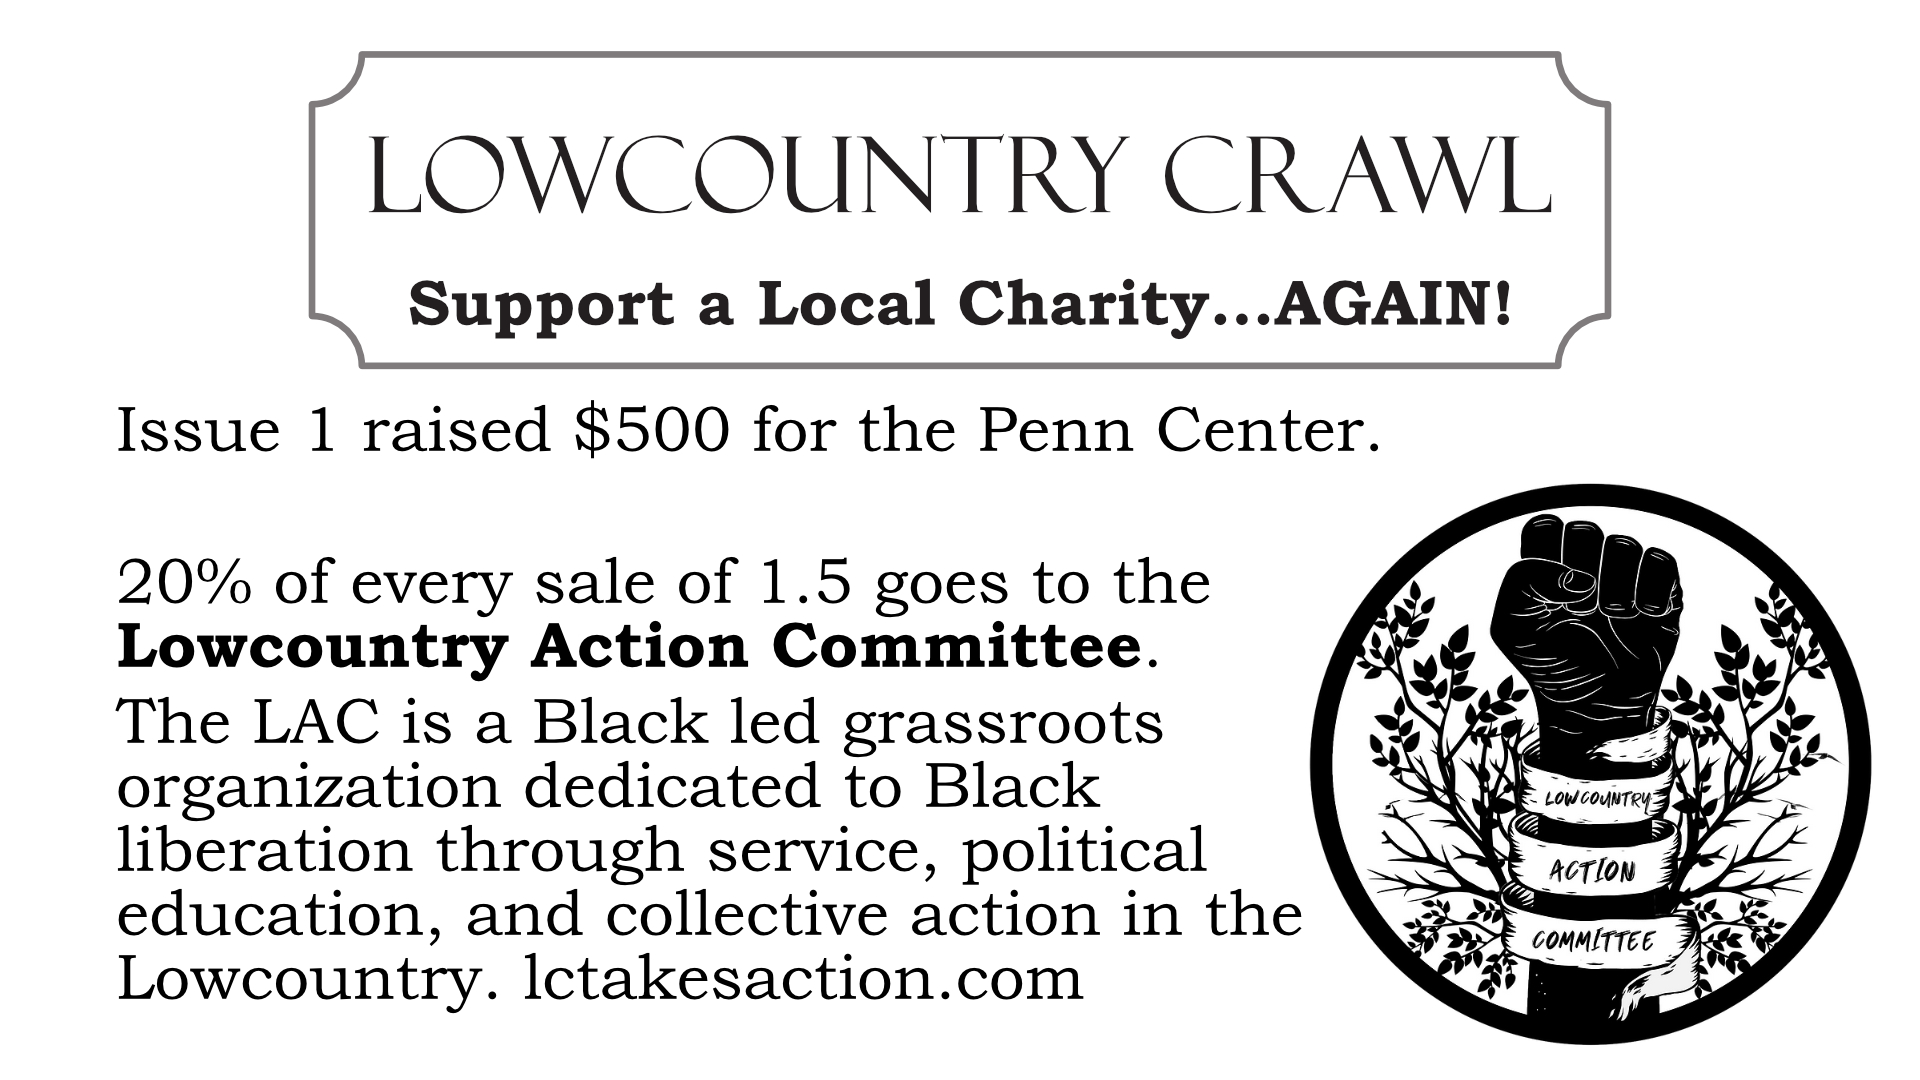 LOWCOUNTRY CRAWL
Support a Local Charity...AGAIN!
Issue 1 raised $500 for the Penn Center.
20% of every sale of 1.5 goes to the
Lowcountry Action Committee.
The LAC is a Black led grassroots
organization dedicated to Black
liberation through service, political
education, and collective action in the
Lowcountry. lctakesaction.com
LOWCOUNTRY
ACTION
COMMITTEE